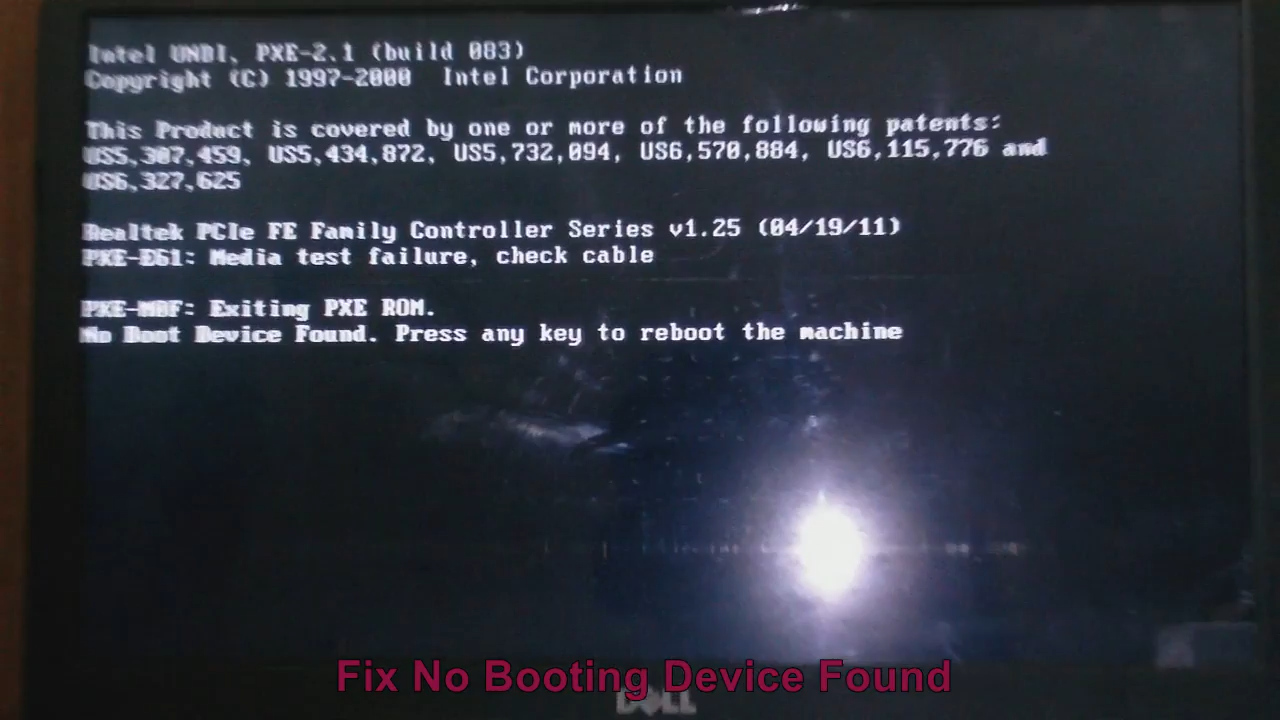 Intel UNDI, PXE-2.1 (build 083)
Copyright (C) 1997-2000  Intel Corporation
This Product is covered by one or more of the following patents:
US5,307,459, US5,434,872, US5,732,094, US6,570,884, US6,115,776 and
US6,327,625
Realtek PCIe FE Family Controller Series v1.25 (04/19/11)
PXE-E61: Media test failure, check cable
PXE-M0F: Exiting PXE ROM.
No Boot Device Found. Press any key to reboot the machine
Fix No Booting Device Found
DELL